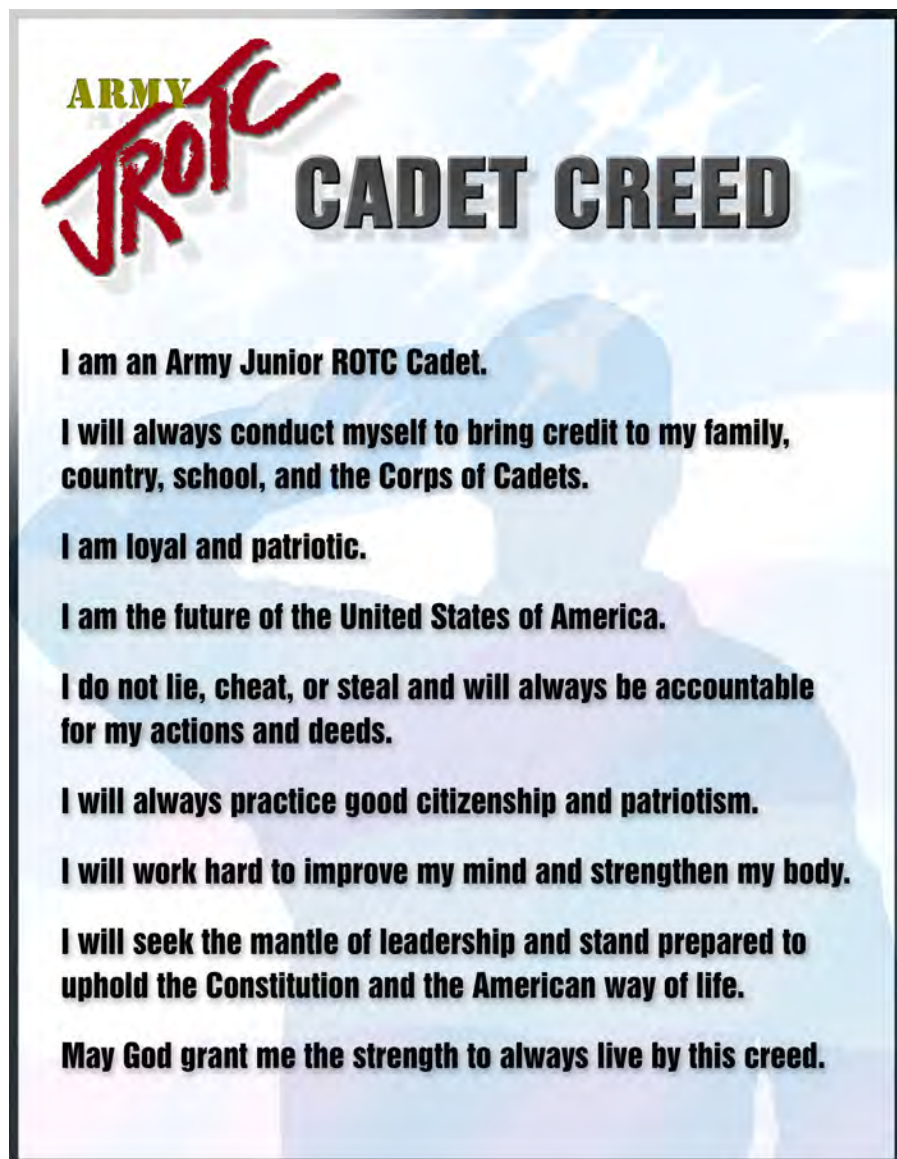 ARMY
JROTC
CADET CREED
I am an Army Junior ROTC Cadet.
I will always conduct myself to bring credit to my family,
country, school, and the Corps of Cadets.
I am loyal and patriotic.
I am the future of the United States of America.
I do not lie, cheat, or steal and will always be accountable
for my actions and deeds.
I will always practice good citizenship and patriotism.
I will work hard to improve my mind and strengthen my body.
I will seek the mantle of leadership and stand prepared to
uphold the Constitution and the American way of life.
May God grant me the strength to always live by this creed.